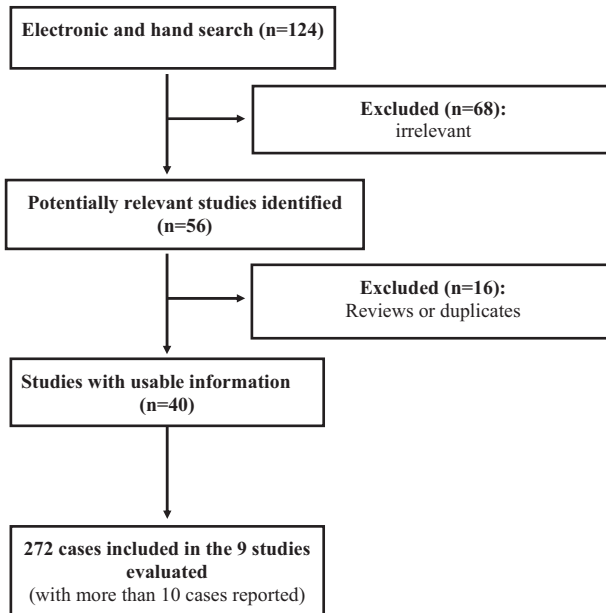 Electronic and hand search (n=124)
Excluded (n=68):
irrelevant
Potentially relevant studies identified
(n=56)
Excluded (n=16):
Reviews or duplicates
Studies with usable information
(n=40)
272 cases included in the 9 studies
evaluated
(with more than 10 cases reported)